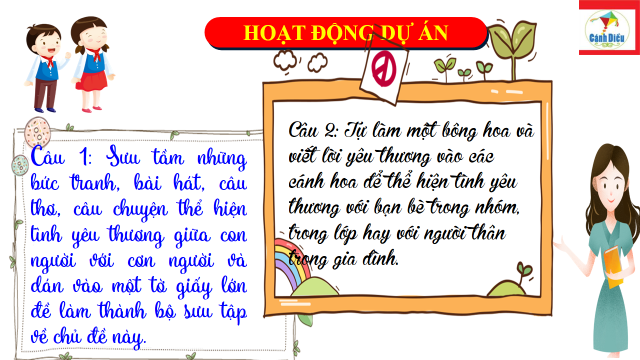 HOẠT ĐỘNG DỰ ÁN
Cánh Diều
Câu 1: Sưu tầm những
bức tranh, bài hát, câu
thơ, câu chuyện thể hiện
tình yêu thương giữa con
người với con người và
dán vào một tờ giấy lớn
để làm thành bộ sưu tập
về chủ đề này.
Câu 2: Tự làm một bông hoa và
viết lời yêu thương vào các
cánh hoa để thể hiện tình yêu
thương với bạn bè trong nhóm,
trong lớp hay với người thân
trong gia đình.